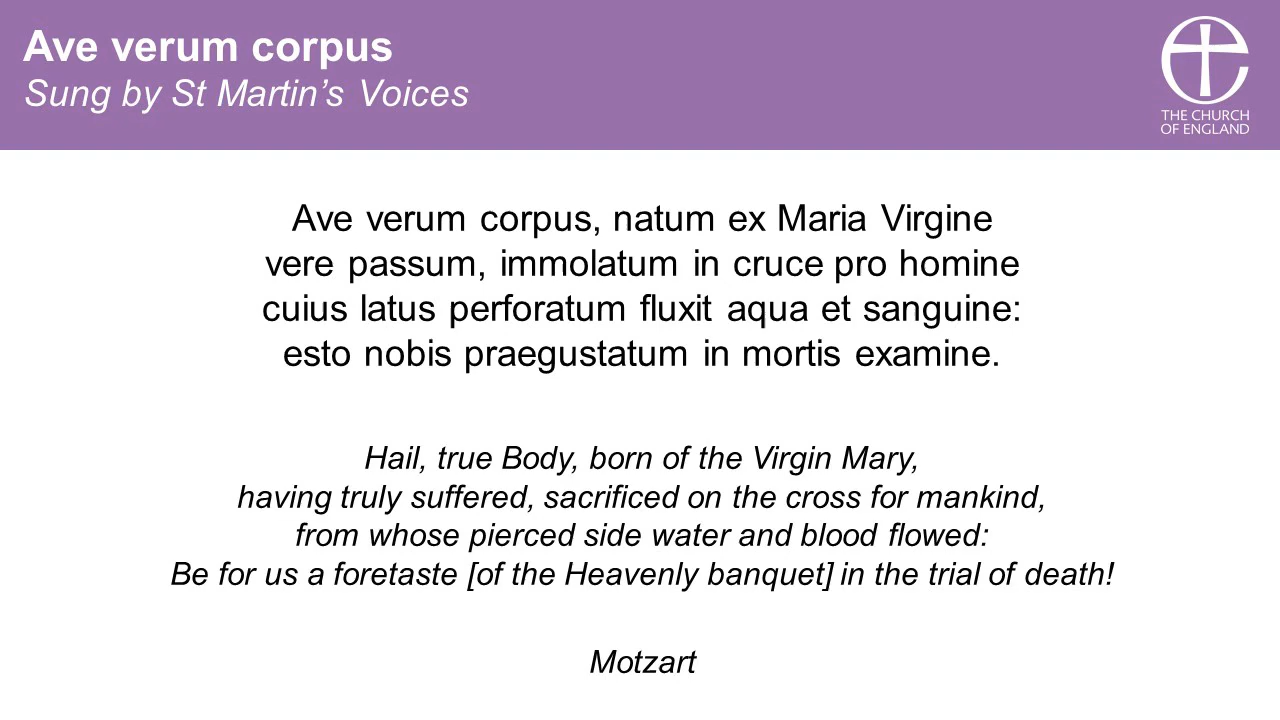 Ave verum corpus
Sung by St Martin’s Voices
THE CHURCH
OF ENGLAND
Ave verum corpus, natum ex Maria Virgine
vere passum, immolatum in cruce pro homine
cuius latus perforatum fluxit aqua et sanguine:
esto nobis praegustatum in mortis examine.
Hail, true Body, born of the Virgin Mary,
having truly suffered, sacrificed on the cross for mankind,
from whose pierced side water and blood flowed:
Be for us a foretaste [of the Heavenly banquet] in the trial of death!
Motzart